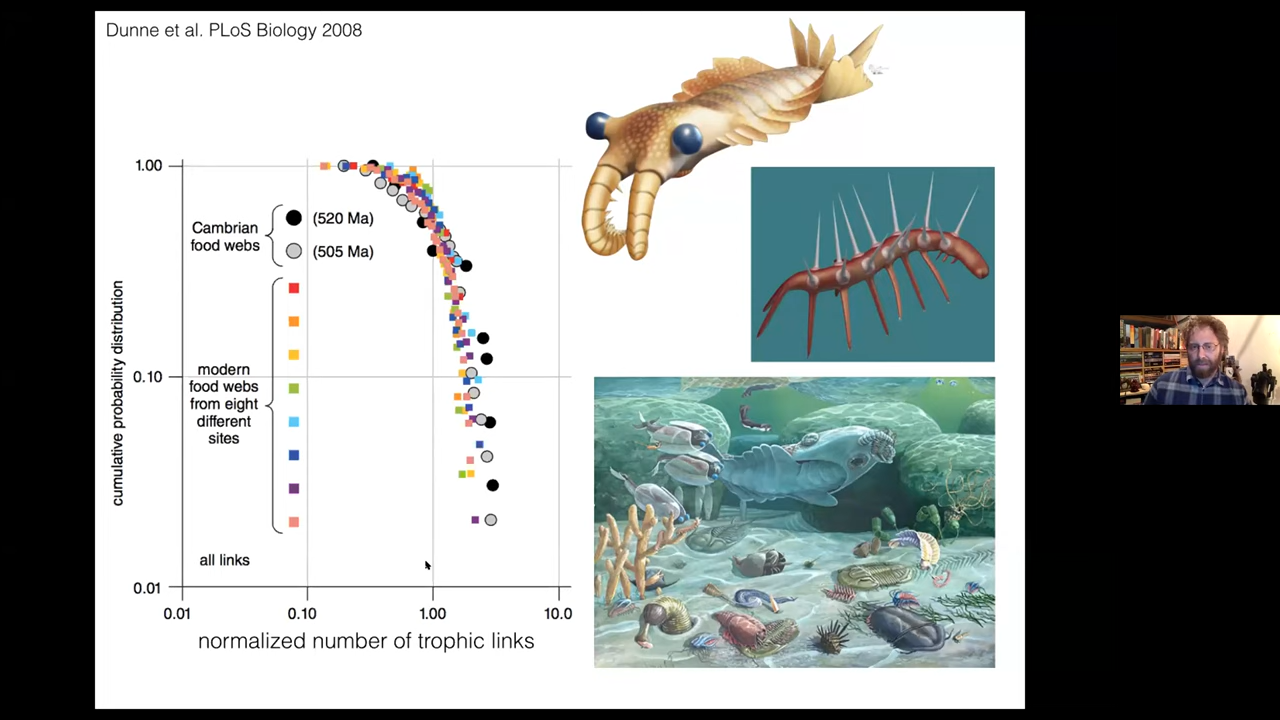 Dunne et al. PLoS Biology 2008
1.00
Cambrian
food webs
(520 Ma)
(505 Ma)
cumulative probability distribution
0.10
modern
food webs
from eight
different
sites
all links
0.01
0.01
0.10
1.00
10.0
normalized number of trophic links